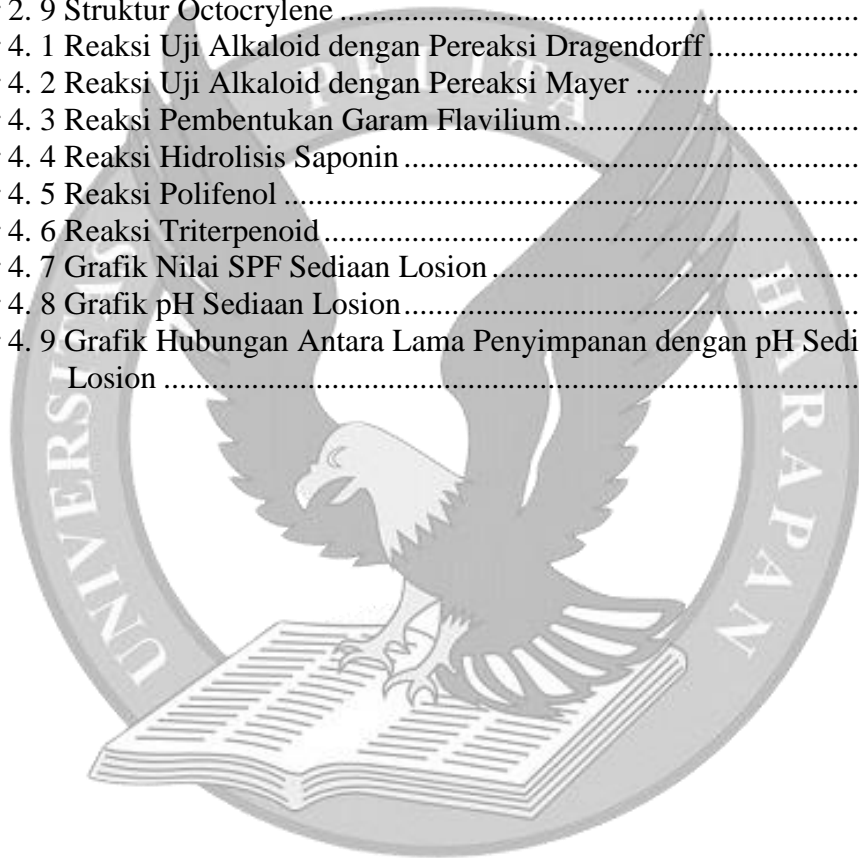 2. 9 Struktur Octocrylene
4. 1 Reaksi Uji Alkaloid dengan Pereaksi Dragendorff
4. 2 Reaksi Uji Alkaloid dengan Pereaksi Mayer
4. 3 Reaksi Pembentukan Garam Flavilium
4. 4 Reaksi Hidrolisis Saponin
4. 5 Reaksi Polifenol
4. 6 Reaksi Triterpenoid
4. 7 Grafik Nilai SPF Sediaan Losion
4. 8 Grafik pH Sediaan Losion
4. 9 Grafik Hubungan Antara Lama Penyimpanan dengan pH Sedi
Losion
UNIVERSITAS PELITA HARAPAN